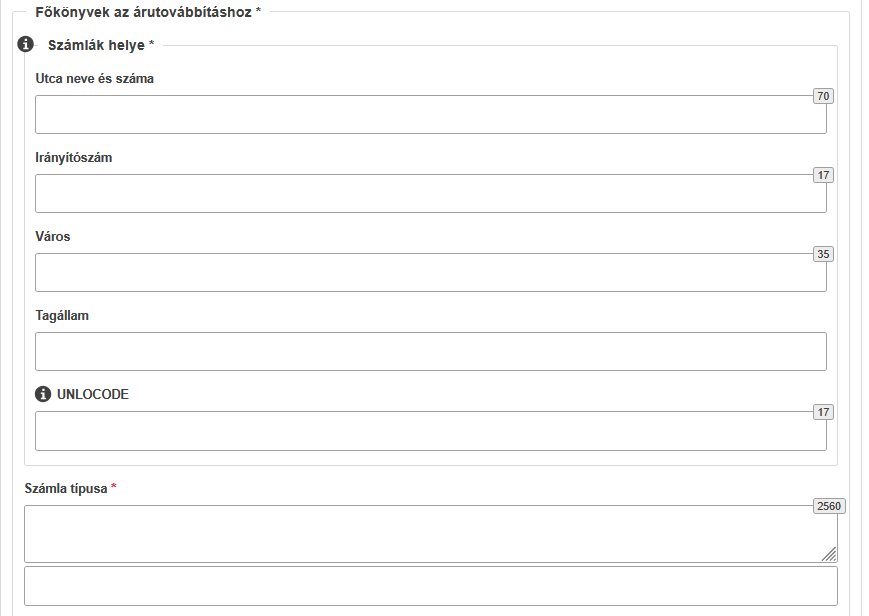 Főkönyvek az árutovábbításhoz *
Számlák helye *
Utca neve és száma
70
Irányítószám
17
Város
35
Tagállam
UNLOCODE
17
Számla típusa *
2560